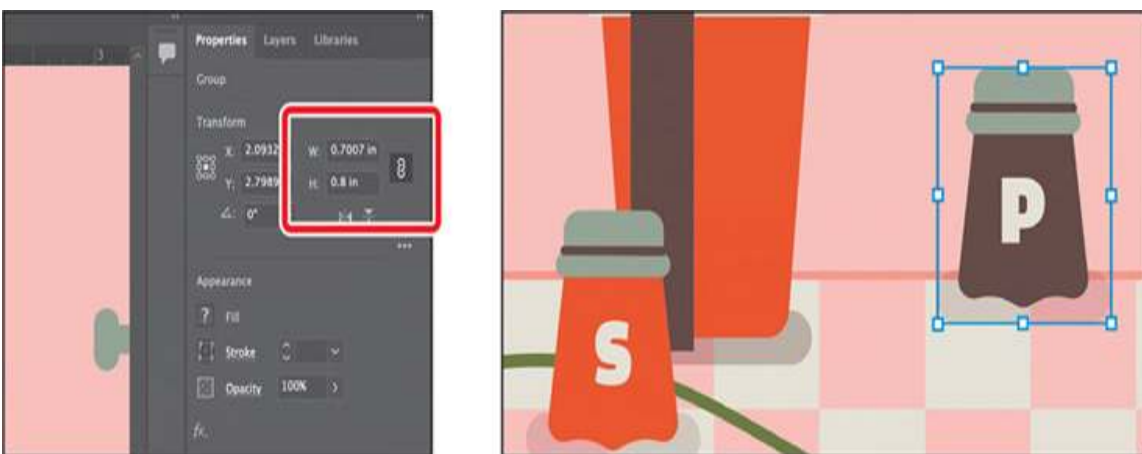 3
Properties Layers Libraries
Group
Transform
X: 2.0932 W: 0.7007 in
Y: 2.7989 H: 0.8 in
0°
Appearance
? Fill
Stroke
Opacity 100%
fx.
P
S